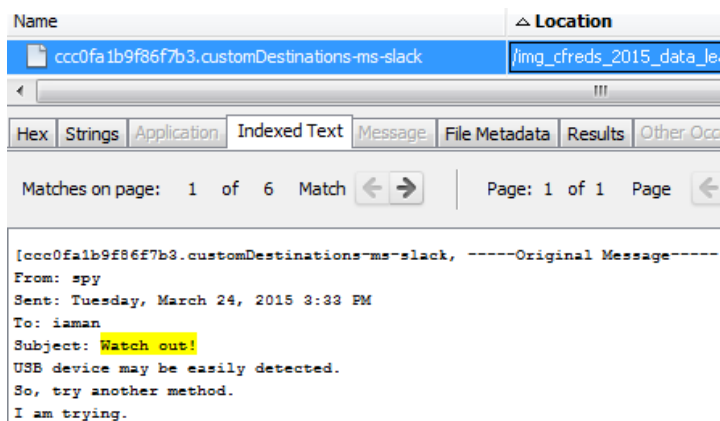 Name △ Location
ccc0fa1b9f86f7b3.customDestinations-ms-slack /img_cfreds_2015_data_le
Hex Strings Application Indexed Text Message File Metadata Results Other Occ
Matches on page: 1 of 6 Match Page: 1 of 1 Page
[ccc0fa1b9f86f7b3.customDestinations-ms-slack, -----Original Message-----
From: spy
Sent: Tuesday, March 24, 2015 3:33 PM
To: iaman
Subject: Watch out!
USB device may be easily detected.
So, try another method.
I am trying.